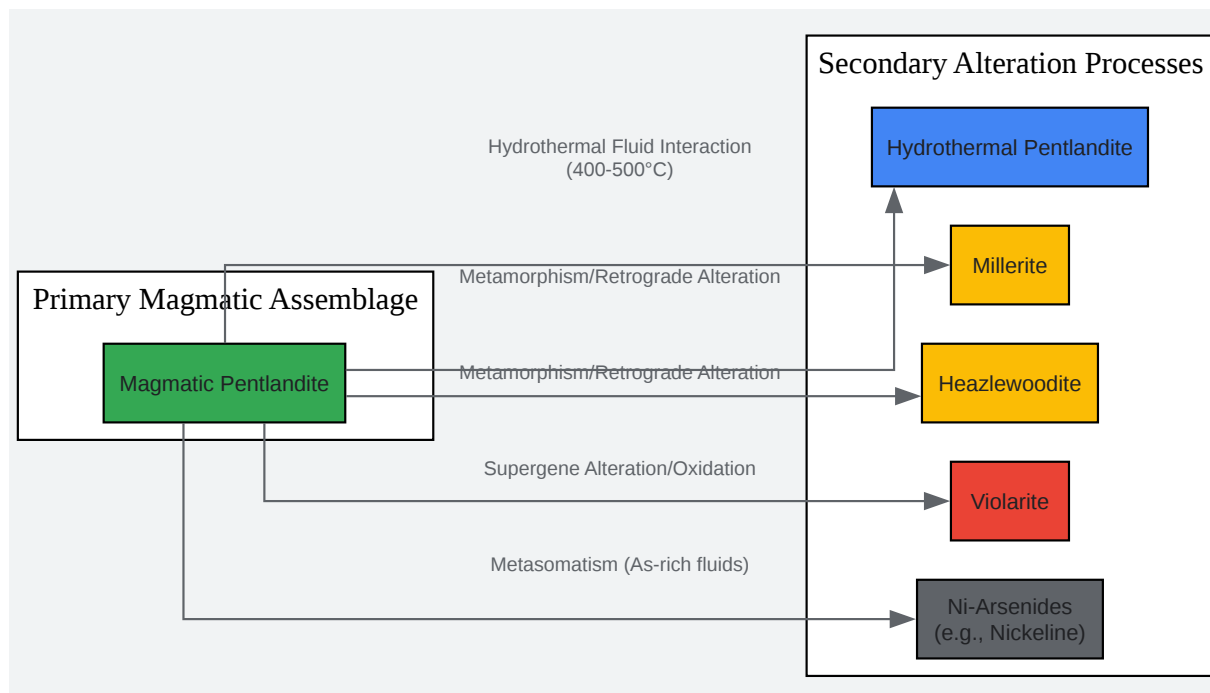 Secondary Alteration Processes
Hydrothermal Pentlandite
Hydrothermal Fluid Interaction
(400-500°C)
Millerite
Metamorphism/Retrograde Alteration
Primary Magmatic Assemblage
Magmatic Pentlandite
Metamorphism/Retrograde Alteration
Heazlewoodite
Supergene Alteration/Oxidation
Violarite
Metasomatism (As-rich fluids)
Ni-Arsenides
(e.g., Nickeline)